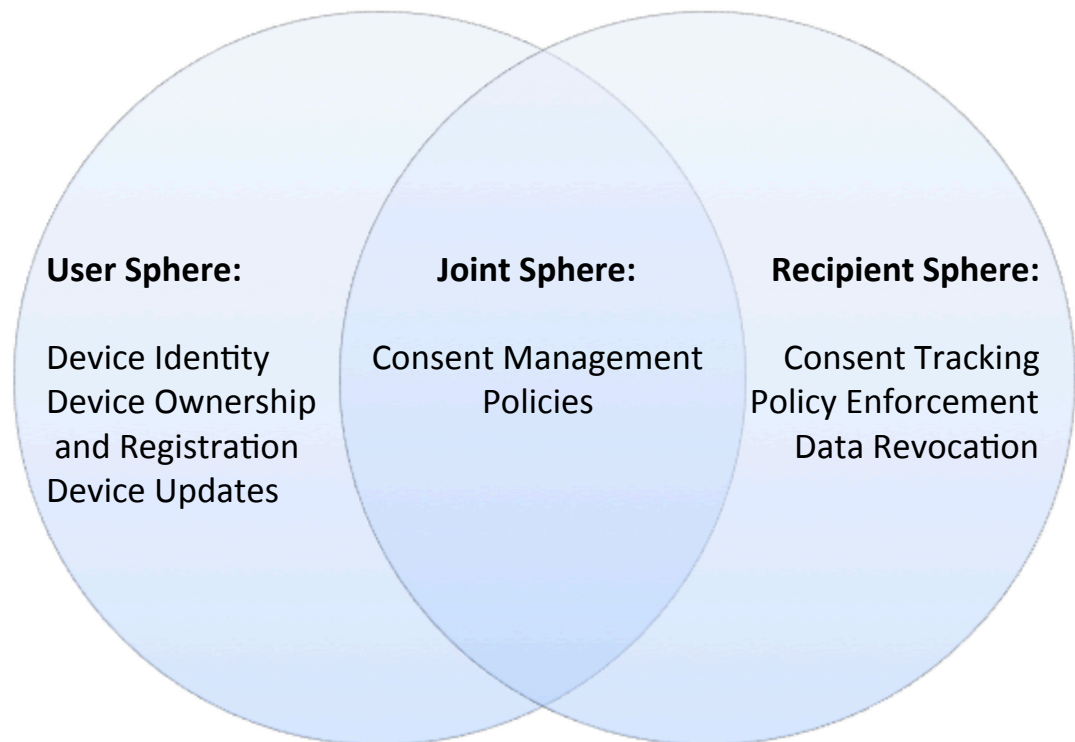 User Sphere:
Device Identity
Device Ownership
and Registration
Device Updates
Joint Sphere:
Consent Management
Policies
Recipient Sphere:
Consent Tracking
Policy Enforcement
Data Revocation